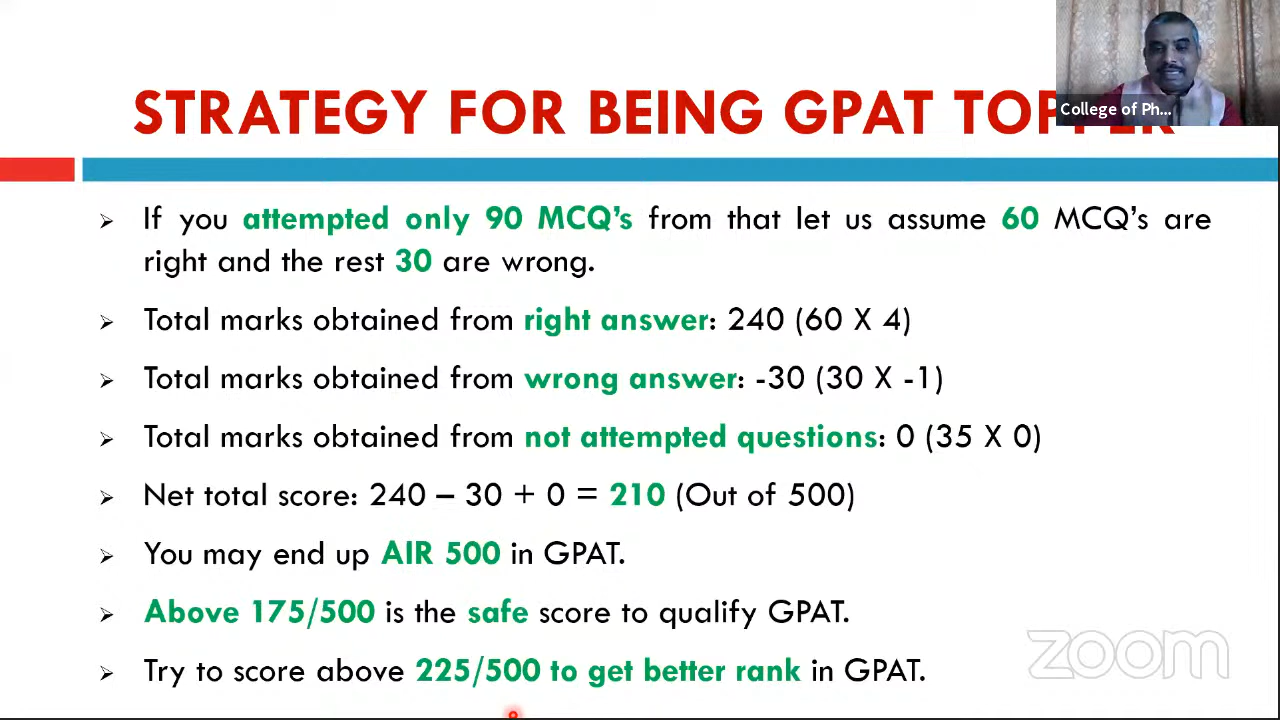 STRATEGY FOR BEING GPAT TOPPER
College of Ph...
If you attempted only 90 MCQ's from that let us assume 60 MCQ's are
right and the rest 30 are wrong.
Total marks obtained from right answer: 240 (60 X 4)
Total marks obtained from wrong answer: -30 (30 X -1)
Total marks obtained from not attempted questions: 0 (35 X 0)
Net total score: 240 – 30 + 0 = 210 (Out of 500)
You may end up AIR 500 in GPAT.
Above 175/500 is the safe score to qualify GPAT.
Try to score above 225/500 to get better rank in GPAT.
zoom